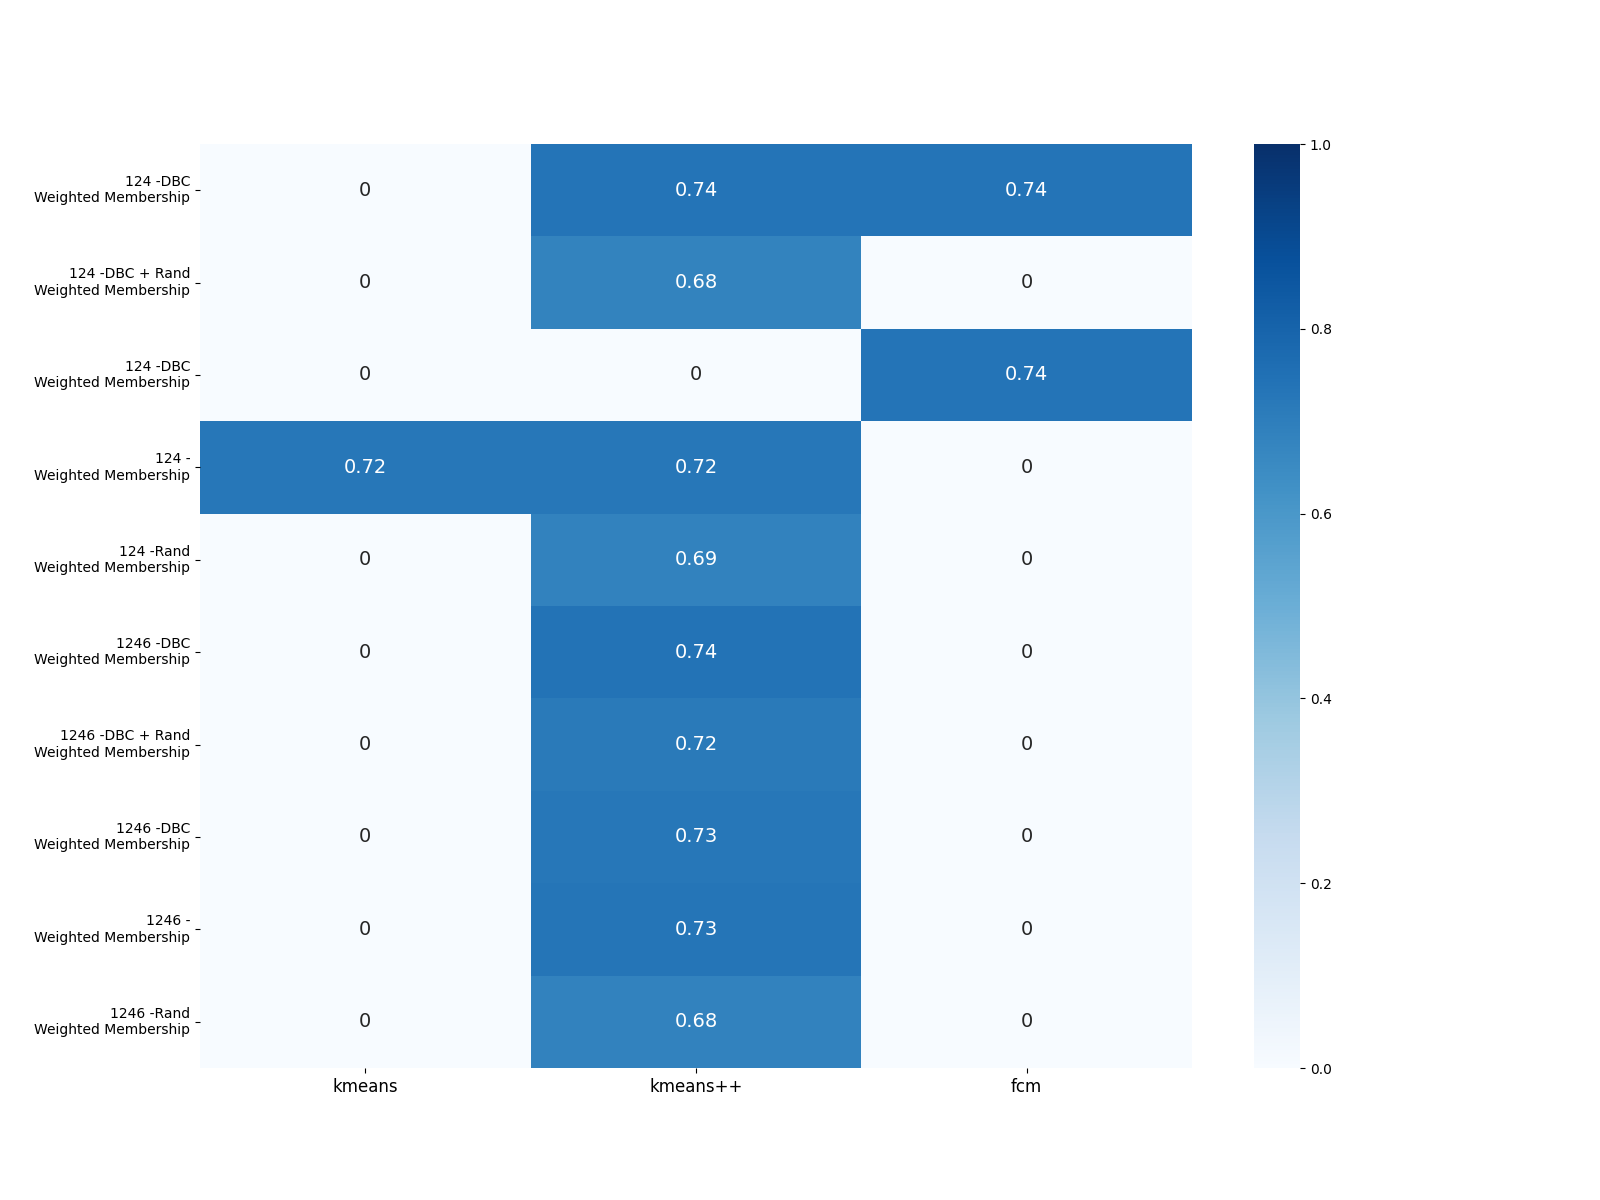 124 -DBC
Weighted Membership
0
0.74
0.74
124 -DBC + Rand
Weighted Membership
0
0.68
0
124 -DBC
Weighted Membership
0
0
0.74
124 -
Weighted Membership
0.72
0.72
0
124 -Rand
Weighted Membership
0
0.69
0
1246 -DBC
Weighted Membership
0
0.74
0
1246 -DBC + Rand
Weighted Membership
0
0.72
0
1246 -DBC
Weighted Membership
0
0.73
0
1246 -
Weighted Membership
0
0.73
0
1246 -Rand
Weighted Membership
0
0.68
0
kmeans
kmeans++
fcm
1.0
0.8
0.6
0.4
0.2
0.0